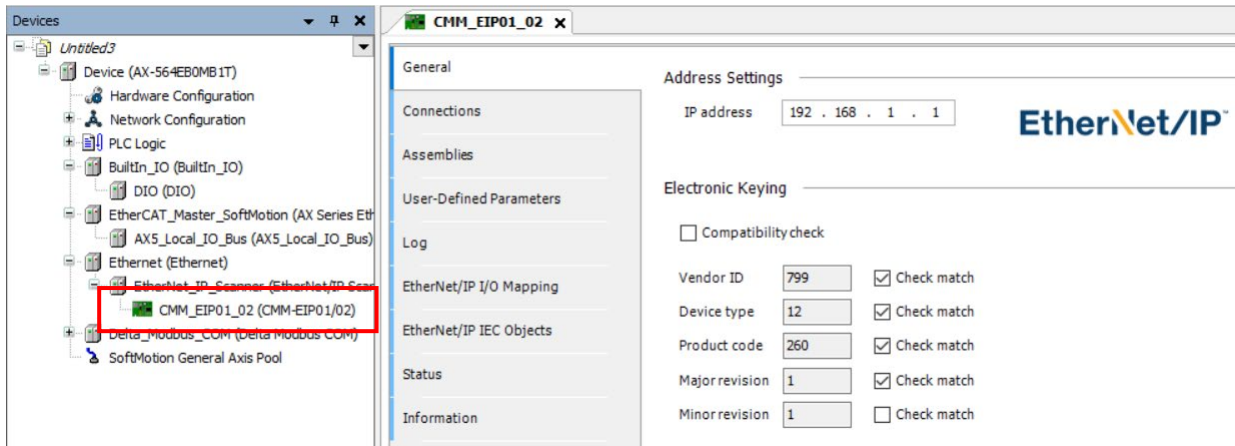 Devices
Untitled3
Device (AX-564EB0MB1T)
Hardware Configuration
Network Configuration
PLC Logic
BuiltIn_IO (BuiltIn_IO)
DIO (DIO)
EtherCAT_Master_SoftMotion (AX Series Eth
AX5_Local_IO_Bus (AX5_Local_IO_Bus)
Ethernet (Ethernet)
EtherNet_IP_Scanner (EtherNet/IP Scan
CMM_EIP01_02 (CMM-EIP01/02)
Delta_Modbus_COM (Delta Modbus COM)
SoftMotion General Axis Pool
CMM_EIP01_02
General
Connections
Assemblies
User-Defined Parameters
Log
EtherNet/IP I/O Mapping
EtherNet/IP IEC Objects
Status
Information
Address Settings
IP address 192 . 168 . 1 . 1
EtherNet/IP™
Electronic Keying
Compatibility check
Vendor ID 799 Check match
Device type 12 Check match
Product code 260 Check match
Major revision 1 Check match
Minor revision 1 Check match